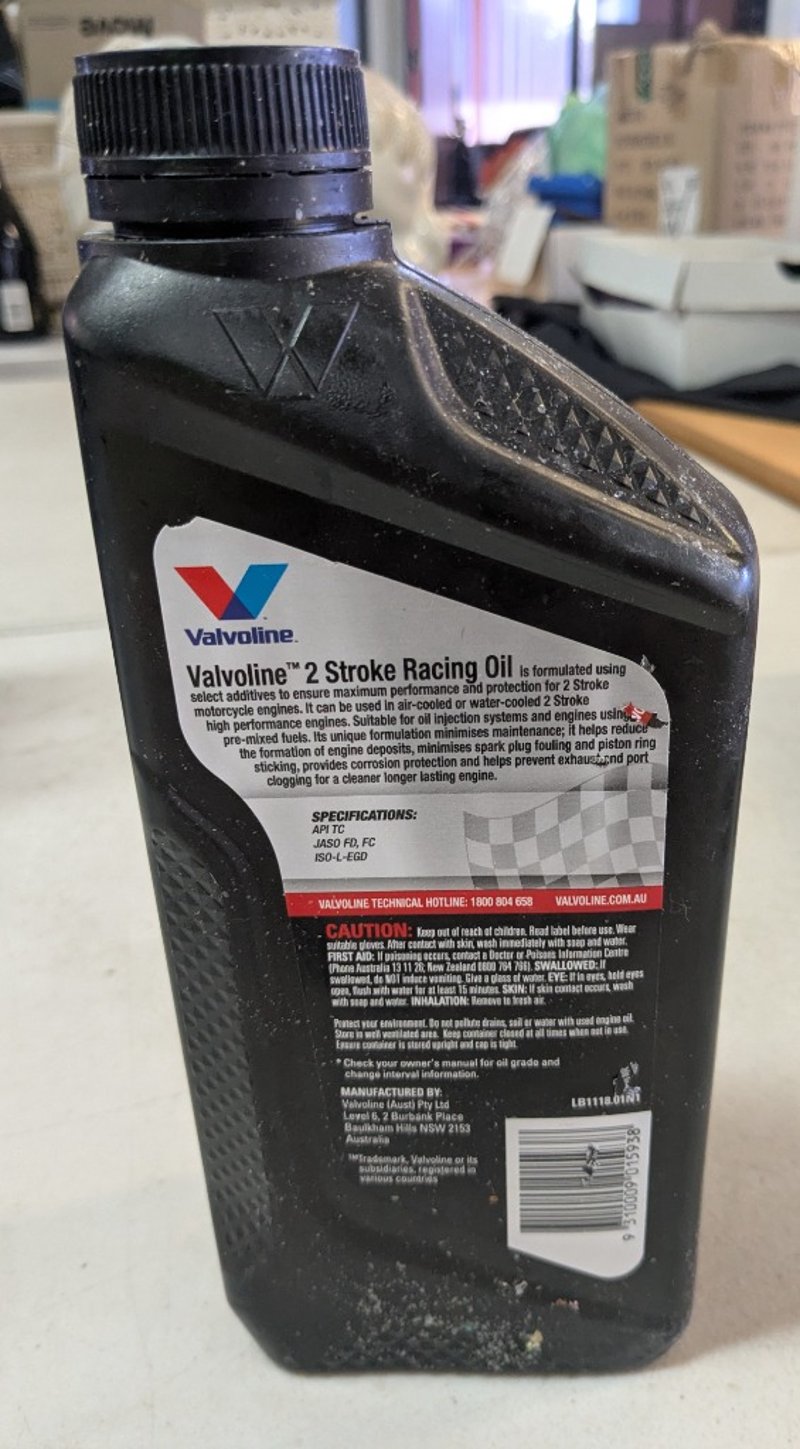 Move
Valvoline™
Valvoline™ 2 Stroke Racing Oil is formulated using
select additives to ensure maximum performance and protection for 2 Stroke
motorcycle engines. It can be used in air-cooled or water-cooled 2 Stroke
high performance engines. Suitable for oil injection systems and engines using
pre-mixed fuels. Its unique formulation minimises maintenance; it helps reduce
the formation of engine deposits, minimises spark plug fouling and piston ring
sticking, provides corrosion protection and helps prevent exhaust and port
clogging for a cleaner longer lasting engine.
SPECIFICATIONS:
API TC
JASO FD, FC
ISO-L-EGD
VALVOLINE TECHNICAL HOTLINE: 1800 804 658 VALVOLINE.COM.AU
CAUTION: Keep out of reach of children. Read label before use. Wear
suitable gloves. After contact with skin, wash immediately with soap and water.
FIRST AID: If poisoning occurs, contact a Doctor or Poisons Information Centre
(Phone Australia 13 11 26; New Zealand 0800 764 766). SWALLOWED: If
swallowed, do NOT induce vomiting. Give a glass of water. EYE: If in eyes, hold eyes
open, flush with water for at least 15 minutes. SKIN: If skin contact occurs, wash
with soap and water. INHALATION: Remove to fresh air.
Protect your environment. Do not pollute drains, soil or water with used engine oil.
Store in well ventilated area. Keep container closed at all times when not in use.
Ensure container is stored upright and cap is tight.
* Check your owner's manual for oil grade and
change interval information.
MANUFACTURED BY:
Valvoline (Aust) Pty Ltd
Level 6, 2 Burbank Place
Baulkham Hills NSW 2153
Australia
™Trademark, Valvoline or its
subsidiaries, registered in
various countries
LB1118.01N1
9 310009 015938